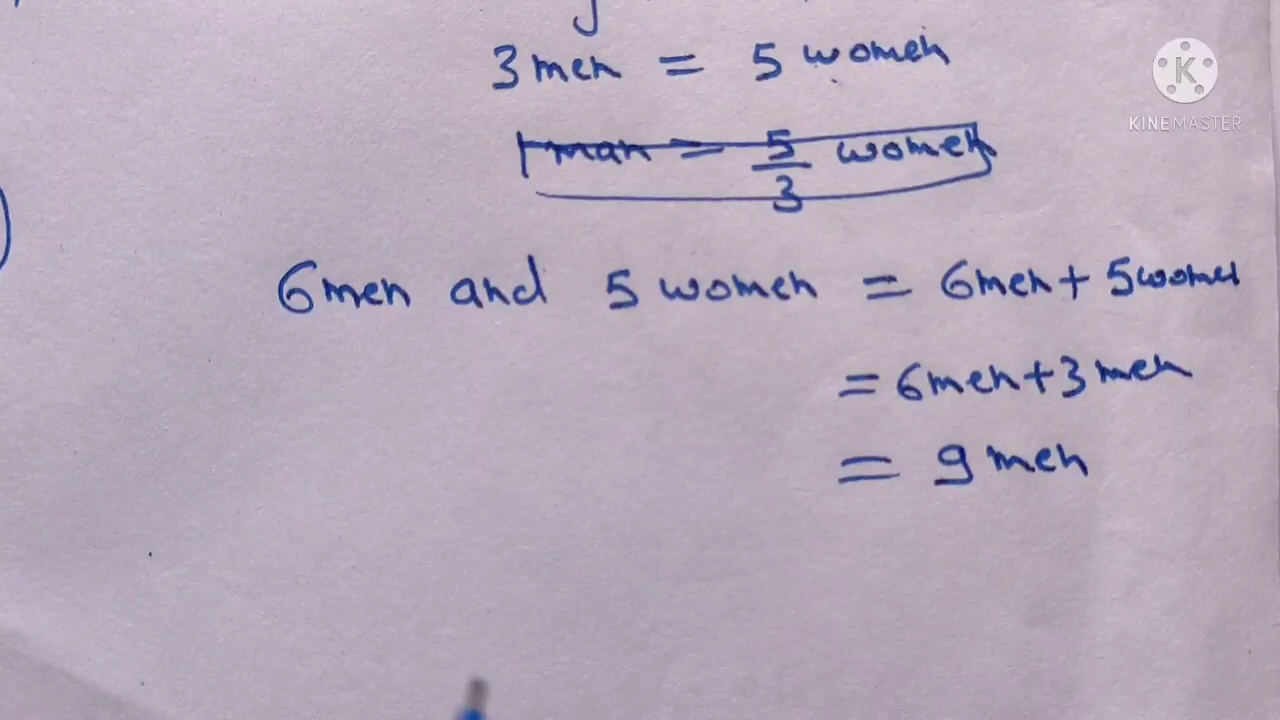 3 men = 5 women
K
KINEMASTER
1 man = 5/3 women
6 men and 5 women = 6 men + 5 women
= 6 men + 3 men
= 9 men